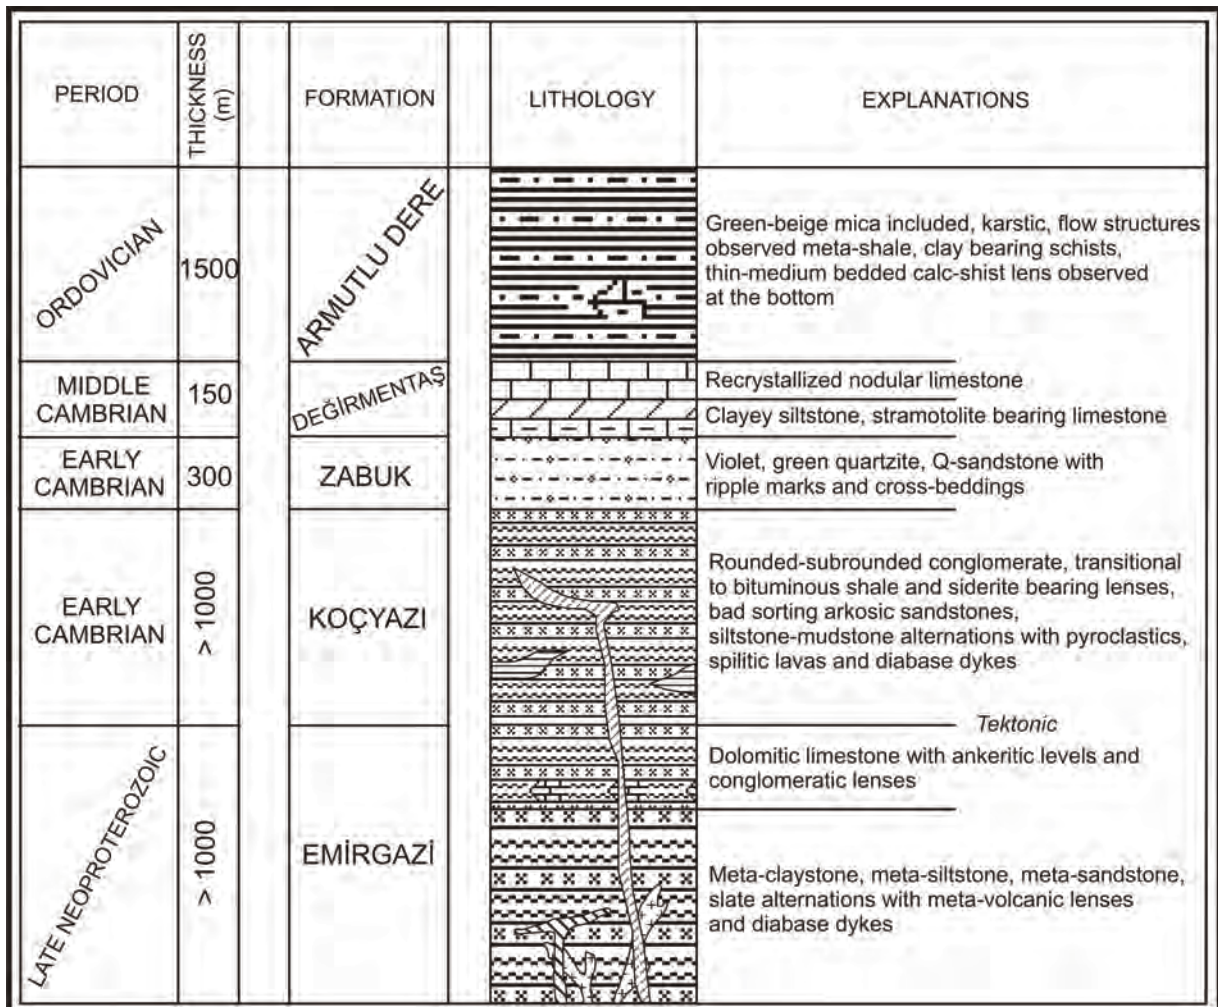 PERIOD
THICKNESS
(m)
FORMATION
LITHOLOGY
EXPLANATIONS
ORDOVICIAN
1500
ARMUTLU DERE
Green-beige mica included, karstic, flow structures
observed meta-shale, clay bearing schists,
thin-medium bedded calc-shist lens observed
at the bottom
MIDDLE
CAMBRIAN
150
DEĞİRMENTAŞ
Recrystallized nodular limestone
Clayey siltstone, stramotolite bearing limestone
EARLY
CAMBRIAN
300
ZABUK
Violet, green quartzite, Q-sandstone with
ripple marks and cross-beddings
EARLY
CAMBRIAN
> 1000
KOÇYAZI
Rounded-subrounded conglomerate, transitional
to bituminous shale and siderite bearing lenses,
bad sorting arkosic sandstones,
siltstone-mudstone alternations with pyroclastics,
spilitic lavas and diabase dykes
Tektonic
LATE NEOPROTEROZOIC
> 1000
EMİRGAZİ
Dolomitic limestone with ankeritic levels and
conglomeratic lenses
Meta-claystone, meta-siltstone, meta-sandstone,
slate alternations with meta-volcanic lenses
and diabase dykes